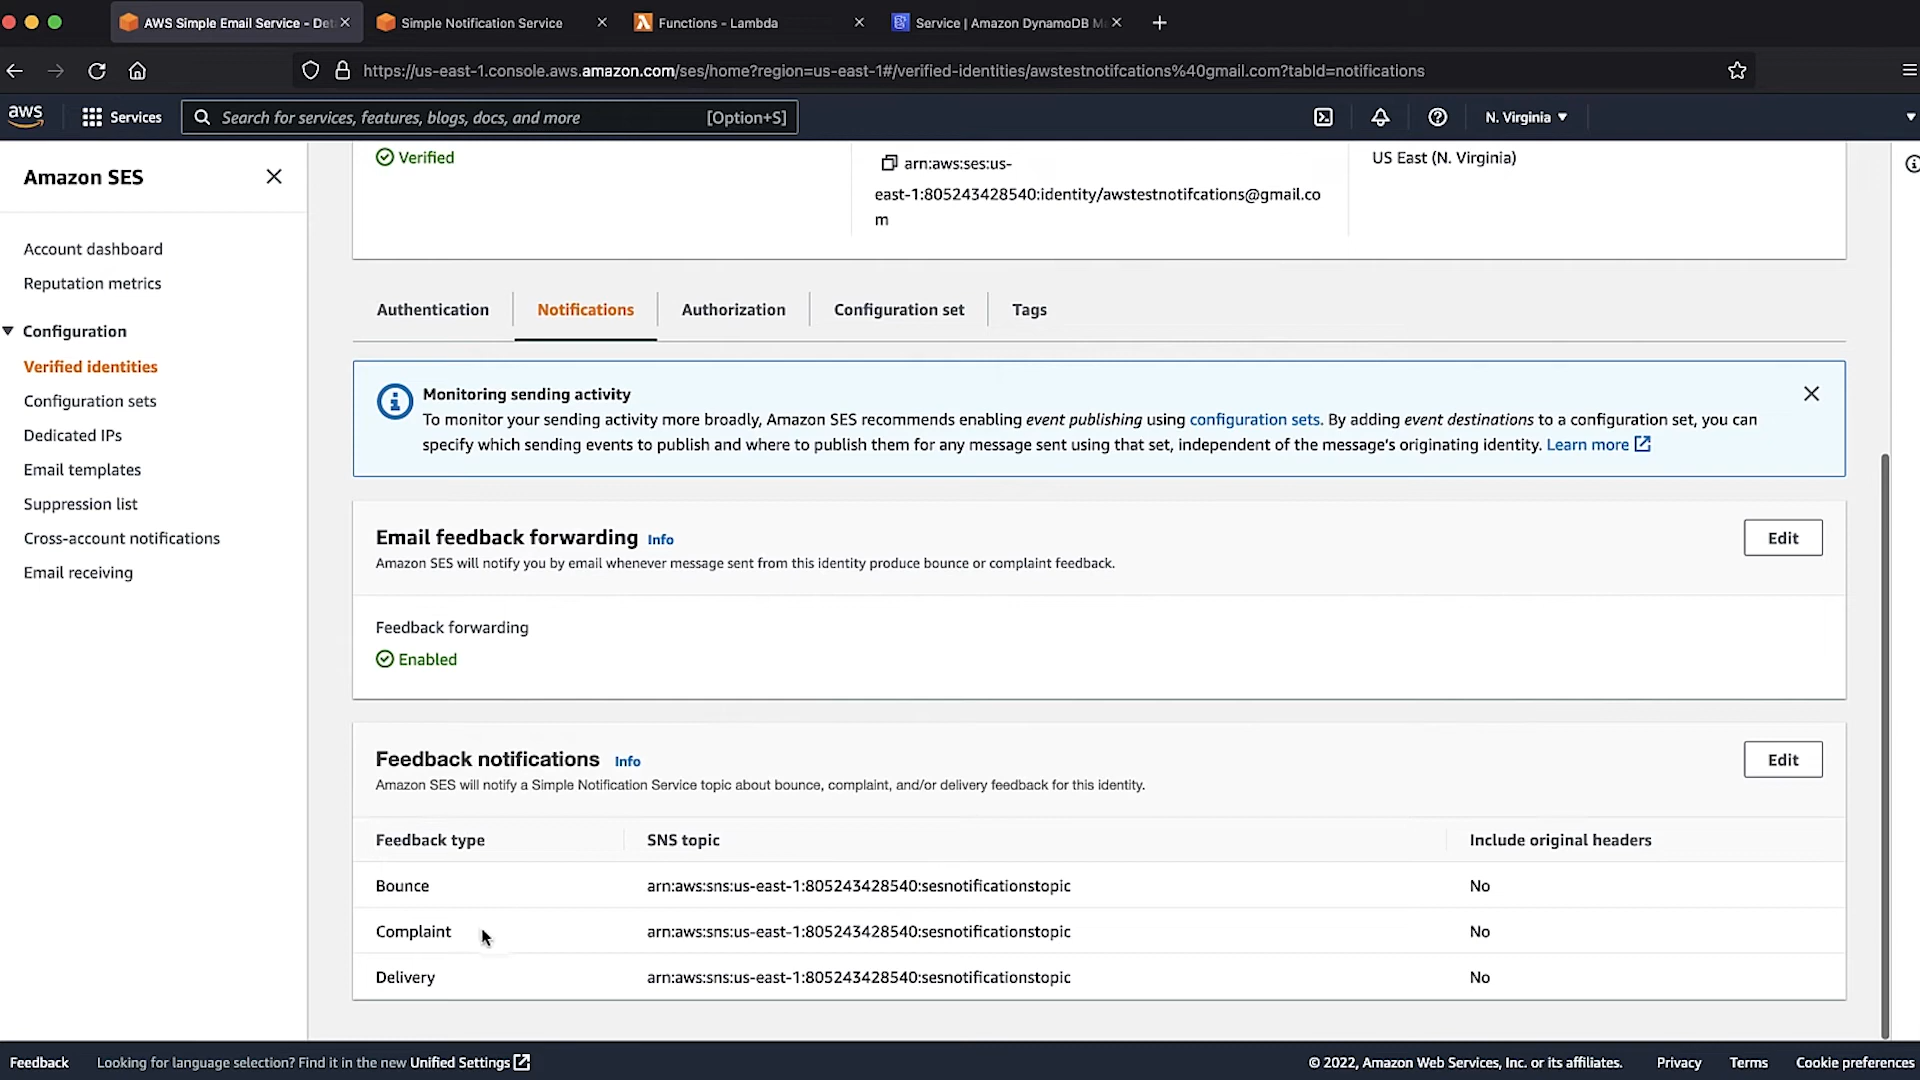 AWS Simple Email Service - Det
Simple Notification Service
Functions - Lambda
Service | Amazon DynamoDB M
https://us-east-1.console.aws.amazon.com/ses/home?region=us-east-1#/verified-identities/awstestnotifcations%40gmail.com?tabId=notifications
aws
Services
Search for services, features, blogs, docs, and more
[Option+S]
N. Virginia
Amazon SES
Account dashboard
Reputation metrics
Configuration
Verified identities
Configuration sets
Dedicated IPs
Email templates
Suppression list
Cross-account notifications
Email receiving
Verified
arn:aws:ses:us-
east-1:805243428540:identity/awstestnotifcations@gmail.co
m
US East (N. Virginia)
Authentication
Notifications
Authorization
Configuration set
Tags
Monitoring sending activity
To monitor your sending activity more broadly, Amazon SES recommends enabling event publishing using configuration sets. By adding event destinations to a configuration set, you can
specify which sending events to publish and where to publish them for any message sent using that set, independent of the message's originating identity. Learn more
Email feedback forwarding Info
Edit
Amazon SES will notify you by email whenever message sent from this identity produce bounce or complaint feedback.
Feedback forwarding
Enabled
Feedback notifications Info
Edit
Amazon SES will notify a Simple Notification Service topic about bounce, complaint, and/or delivery feedback for this identity.
Feedback type SNS topic Include original headers
Bounce arn:aws:sns:us-east-1:805243428540:sesnotificationstopic No
Complaint arn:aws:sns:us-east-1:805243428540:sesnotificationstopic No
Delivery arn:aws:sns:us-east-1:805243428540:sesnotificationstopic No
Feedback
Looking for language selection? Find it in the new Unified Settings
© 2022, Amazon Web Services, Inc. or its affiliates.
Privacy
Terms
Cookie preferences